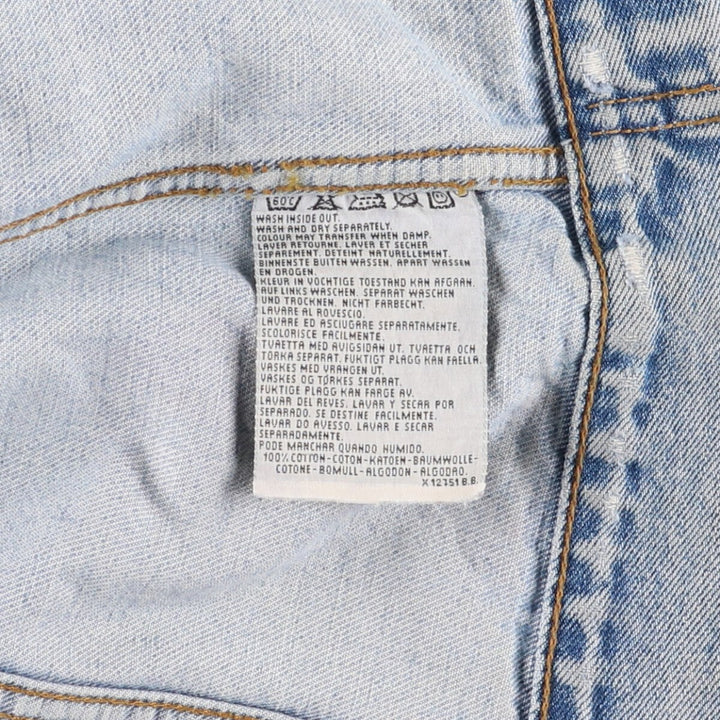 60C
WASH INSIDE OUT.
WASH AND DRY SEPARATELY.
COLOUR MAY TRANSFER WHEN DAMP.
LAVER RETOURNE. LAVER ET SECHER
SEPAREMENT. DETEINT NATURELLEMENT.
BINNENSTE BUITEN WASSEN. APART WASSEN
EN DROGEN.
KLEUR IN VOCHTIGE TOESTAND KAN AFGAAN.
AUF LINKS WASCHEN. SEPARAT WASCHEN
UND TROCKNEN. NICHT FARBECHT.
LAVARE AL ROVESCIO.
LAVARE ED ASCIUGARE SEPARATAMENTE.
SCOLORISCE FACILMENTE.
TVAETTA MED AVIGSIDAN UT. TVAETTA OCH
TORKA SEPARAT. FUKTIGT PLAGG KAN FAELLA.
VASKES MED VRANGEN UT.
VASKES OG TØRKES SEPARAT.
FUKTIGE PLAGG KAN FARGE AV.
LAVAR DEL REVES. LAVAR Y SECAR POR
SEPARADO. SE DESTINE FACILMENTE.
LAVAR DO AVESSO. LAVAR E SECAR
SEPARADAMENTE.
PODE MANCHAR QUANDO HUMIDO.
100% COTTON-COTON-KATOEN-BAUMWOLLE-
COTONE-BOMULL-ALGODON-ALGODAO.
X 12751 B.B.